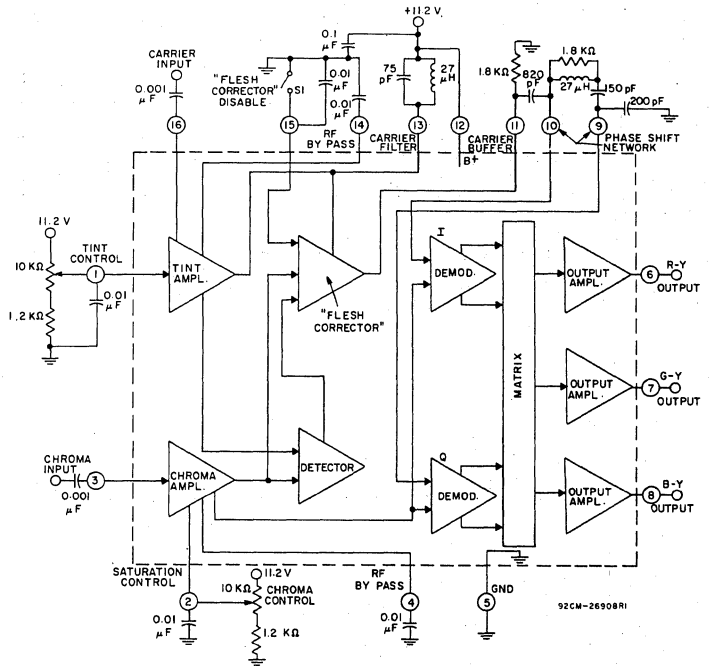 +11.2 V
0.1
µF
CARRIER
INPUT
0.001
µF
"FLESH
CORRECTOR"
DISABLE
S1
0.01
µF
0.01
µF
75
pF
27
µH
1.8 KΩ
820
pF
1.8 KΩ
27 µH
150 pF
200 pF
16
15
RF
BY PASS
14
CARRIER
FILTER
13
12
B+
CARRIER
BUFFER
11
10
9
PHASE SHIFT
NETWORK
11.2 V
10 KΩ
1.2 KΩ
TINT
CONTROL
1
0.01
µF
TINT
AMPL.
"FLESH
CORRECTOR"
I
DEMOD.
MATRIX
OUTPUT
AMPL.
6
R-Y
OUTPUT
OUTPUT
AMPL.
7
G-Y
OUTPUT
CHROMA
INPUT
0.001
µF
3
CHROMA
AMPL.
DETECTOR
Q
DEMOD.
OUTPUT
AMPL.
8
B-Y
OUTPUT
SATURATION
CONTROL
2
0.01
µF
11.2 V
10 KΩ
CHROMA
CONTROL
1.2 KΩ
RF
BY PASS
4
0.01
µF
5
GND
92CM-26908R1